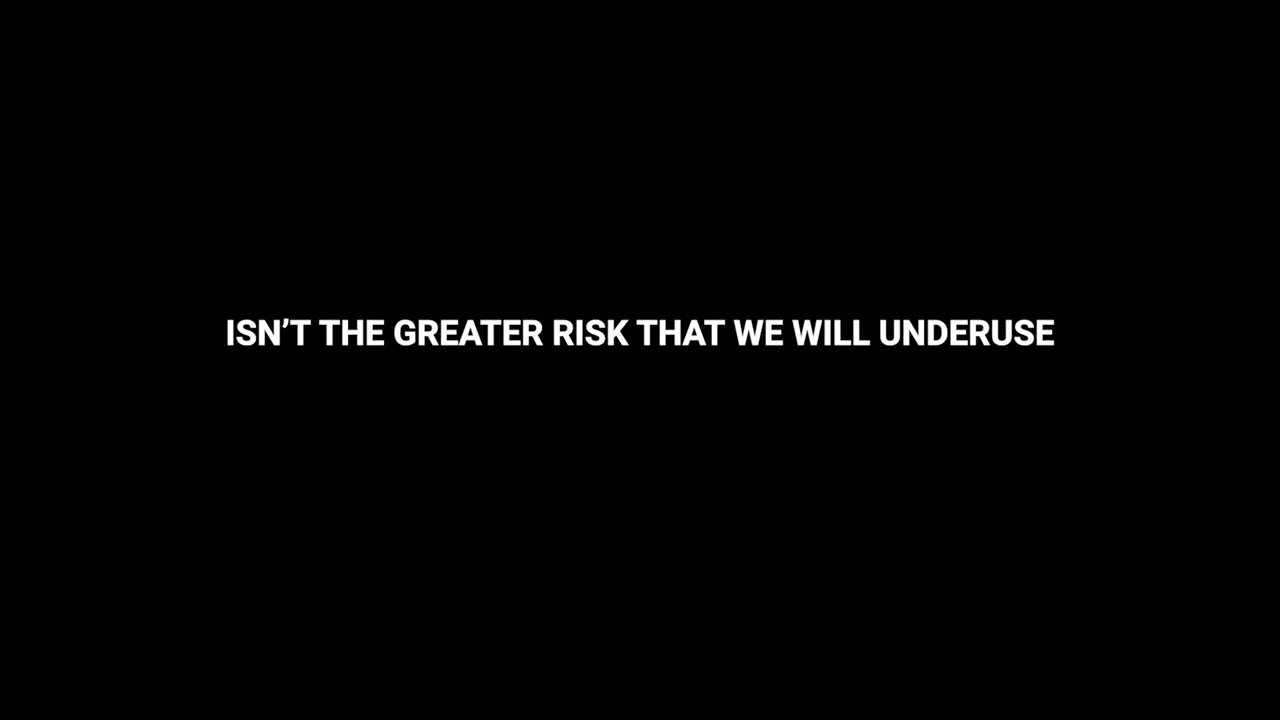 ISN’T THE GREATER RISK THAT WE WILL UNDERUSE